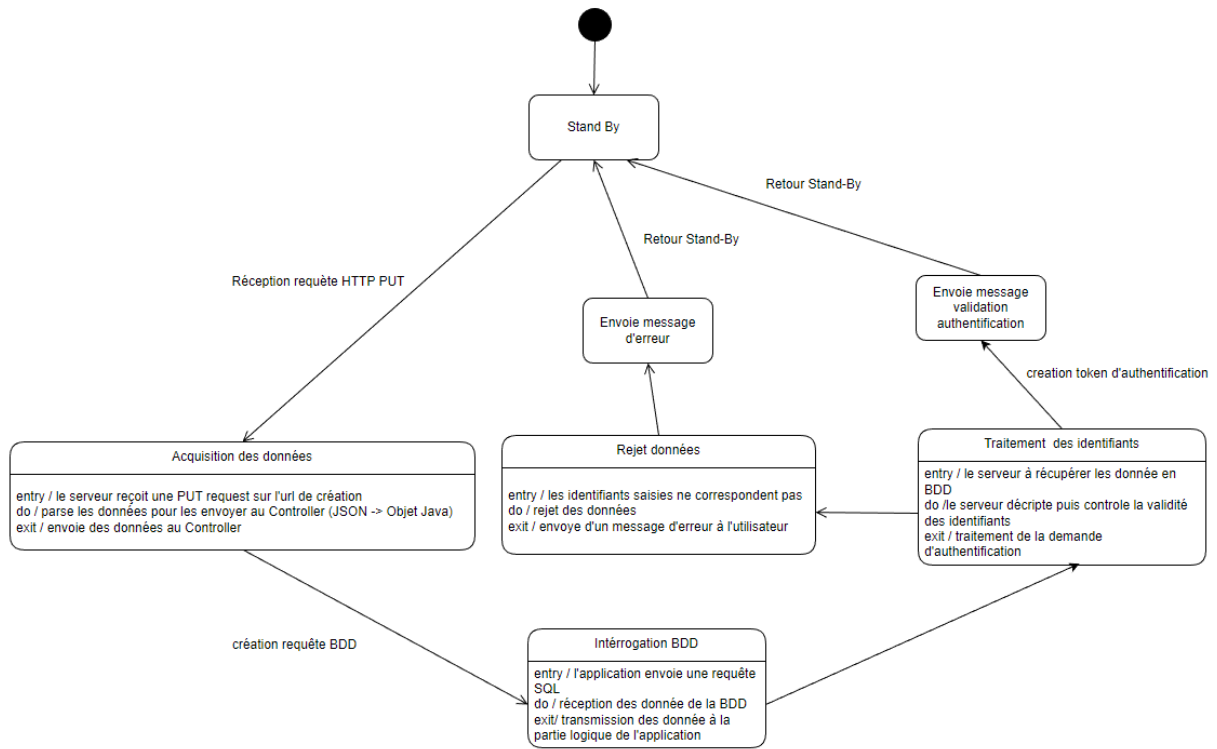 Stand By
Retour Stand-By
Retour Stand-By
Réception requète HTTP PUT
Envoie message
d'erreur
Envoie message
validation
authentification
creation token d'authentification
Acquisition des données
entry / le serveur reçoit une PUT request sur l'url de création
do / parse les données pour les envoyer au Controller (JSON -> Objet Java)
exit / envoie des données au Controller
Rejet données
entry / les identifiants saisies ne correspondent pas
do / rejet des données
exit / envoye d'un message d'erreur à l'utilisateur
Traitement des identifiants
entry / le serveur à récupérer les donnée en
BDD
do /le serveur décripte puis controle la validité
des identifiants
exit / traitement de la demande
d'authentification
création requête BDD
Intérrogation BDD
entry / l'application envoie une requête
SQL
do / réception des donnée de la BDD
exit/ transmission des donnée à la
partie logique de l'application